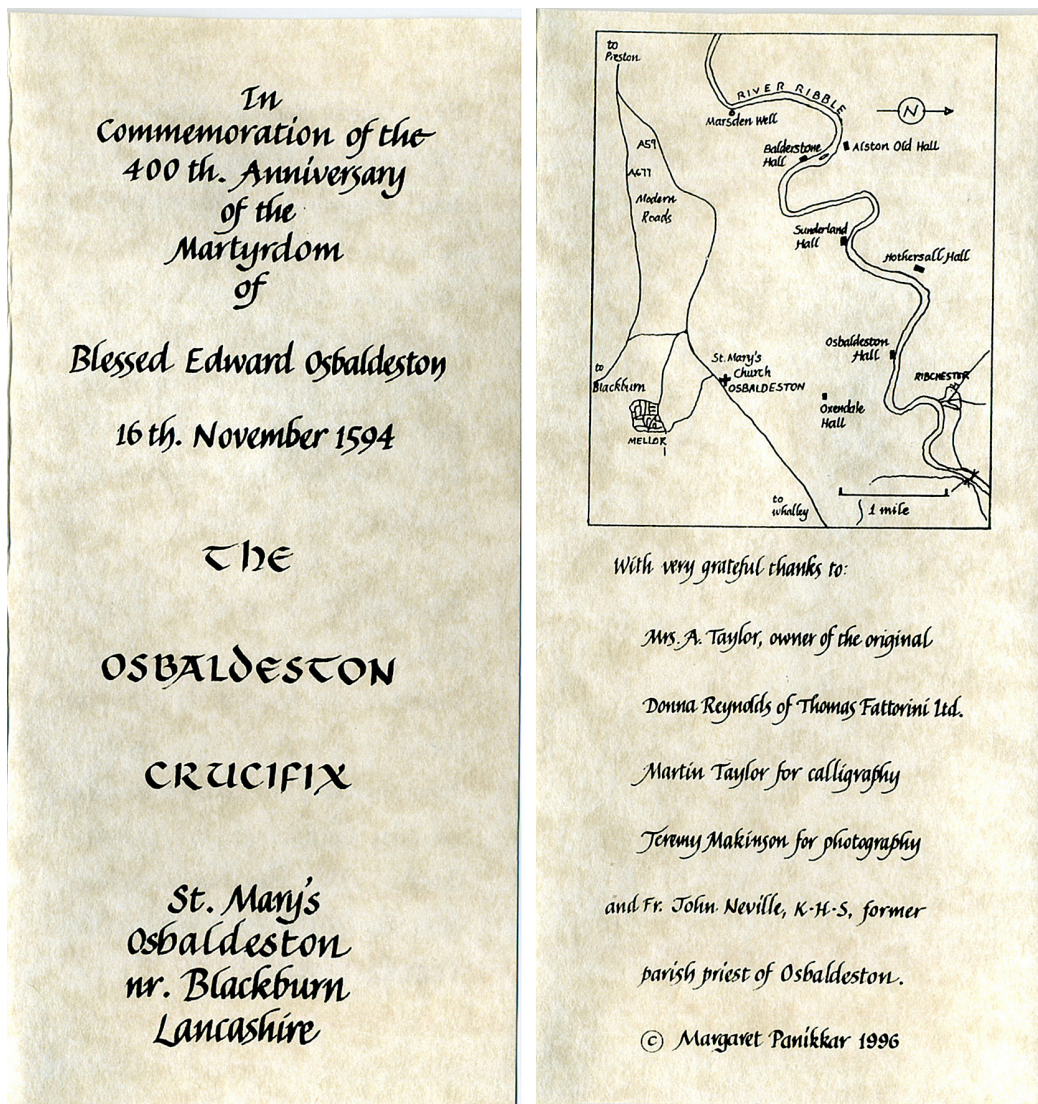 In
Commemoration of the
400 th. Anniversary
of the
Martyrdom
of
Blessed Edward Osbaldeston
16 th. November 1594
THE
OSBALDESTON
CRUCIFIX
St. Mary's
Osbaldeston
nr. Blackburn
Lancashire
to
Preston
RIVER RIBBLE
N
Marsden Well
A59
Balderstone
Hall
Alston Old Hall
A677
Modern
Roads
Sunderland
Hall
Hothersall Hall
Osbaldeston
Hall
St. Mary's
Church
OSBALDESTON
to
Blackburn
RIBCHESTER
Oxendale
Hall
MELLOR
to
Whalley
1 mile
With very grateful thanks to:
Mrs. A. Taylor, owner of the original
Donna Reynolds of Thomas Fattorini Ltd.
Martin Taylor for calligraphy
Jeremy Makinson for photography
and Fr. John Neville, K-H-S, former
parish priest of Osbaldeston.
© Margaret Panikkar 1996